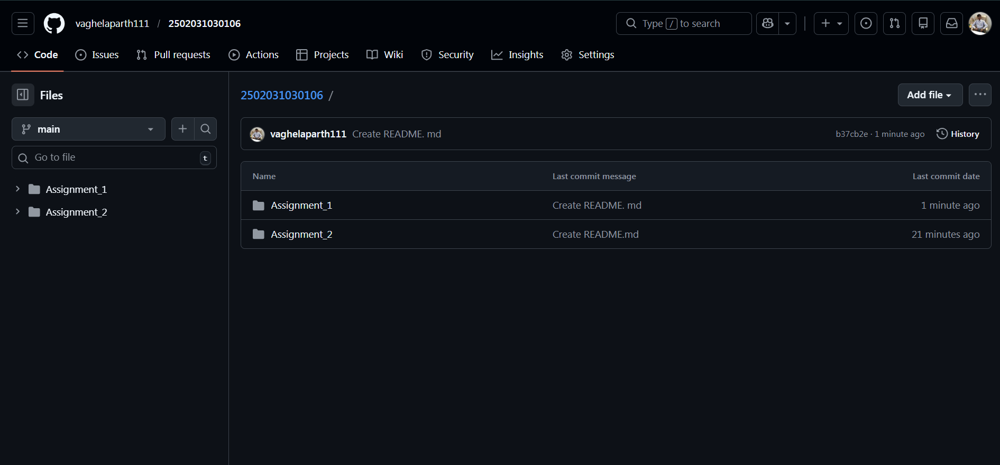 vaghelaparth111 / 2502031030106
Type / to search
Code Issues Pull requests Actions Projects Wiki Security Insights Settings
Files
main
Go to file t
Assignment_1
Assignment_2
2502031030106 /
Add file
vaghelaparth111 Create README. md b37cb2e · 1 minute ago History
Name Last commit message Last commit date
Assignment_1 Create README. md 1 minute ago
Assignment_2 Create README.md 21 minutes ago